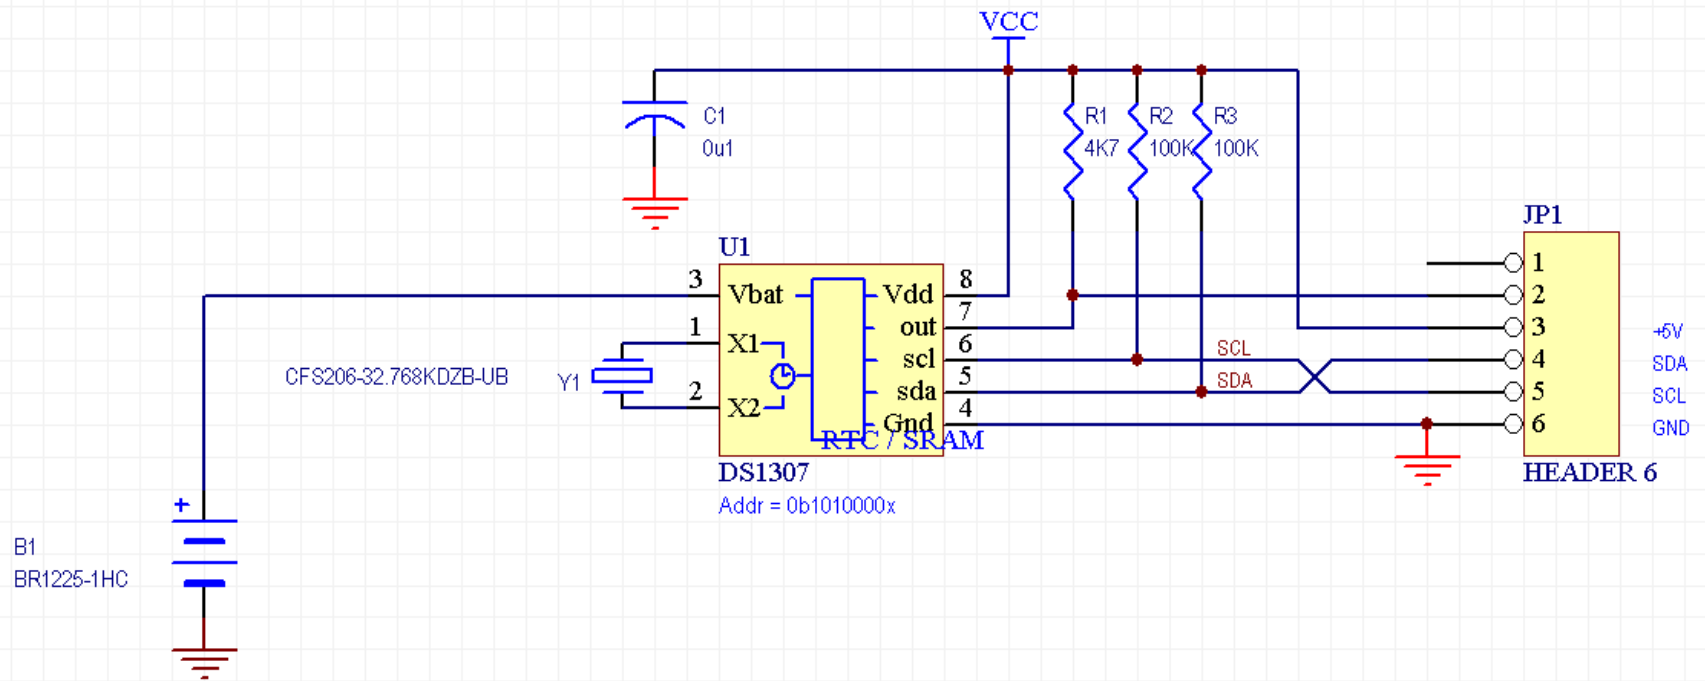 VCC
C1
0u1
R1
4K7
R2
100K
R3
100K
JP1
U1
3
Vbat
Vdd
8
1
X1
out
7
scl
6
sda
5
2
X2
Gnd
4
RTC / SRAM
DS1307
Addr = 0b1010000x
CFS206-32.768KDZB-UB
Y1
SCL
SDA
1
2
3
+5V
4
SDA
5
SCL
6
GND
HEADER 6
+
B1
BR1225-1HC